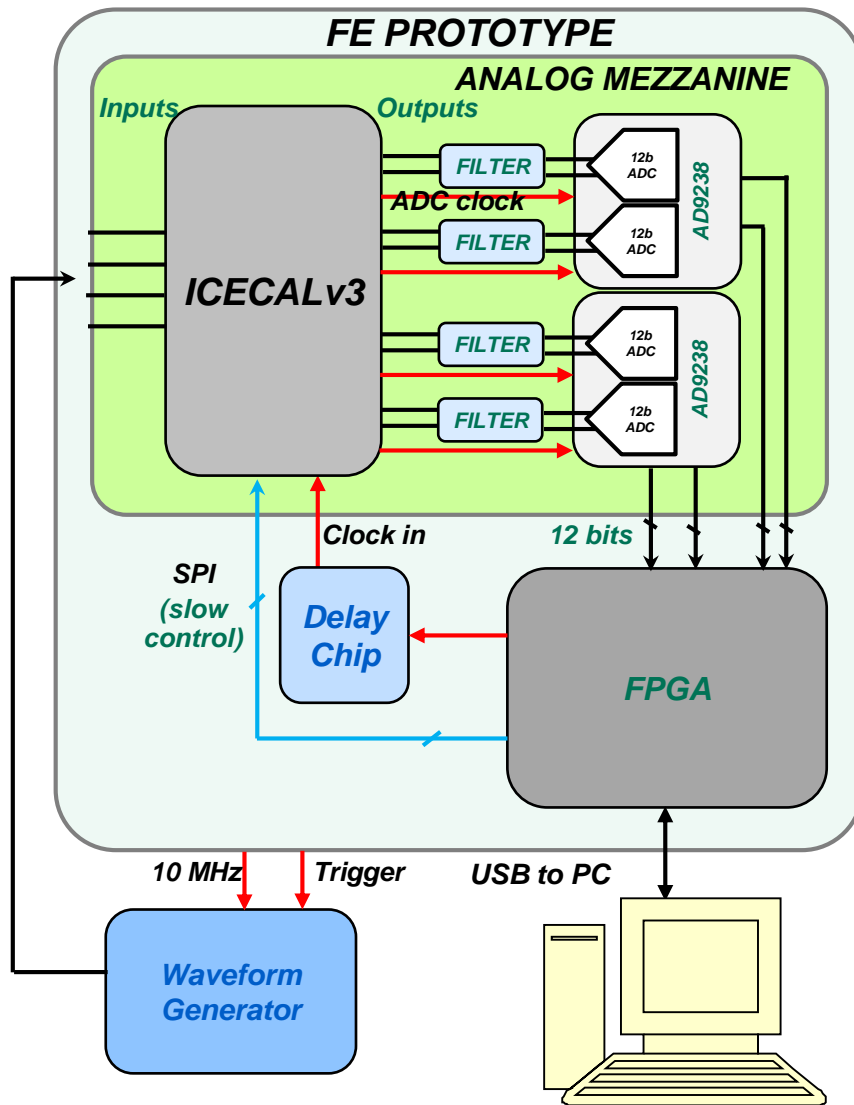 FE PROTOTYPE
ANALOG MEZZANINE
Inputs
Outputs
FILTER
12b
ADC
ADC clock
FILTER
12b
ADC
AD9238
ICECALv3
FILTER
12b
ADC
FILTER
12b
ADC
AD9238
Clock in
12 bits
SPI
(slow
control)
Delay
Chip
FPGA
10 MHz
Trigger
USB to PC
Waveform
Generator